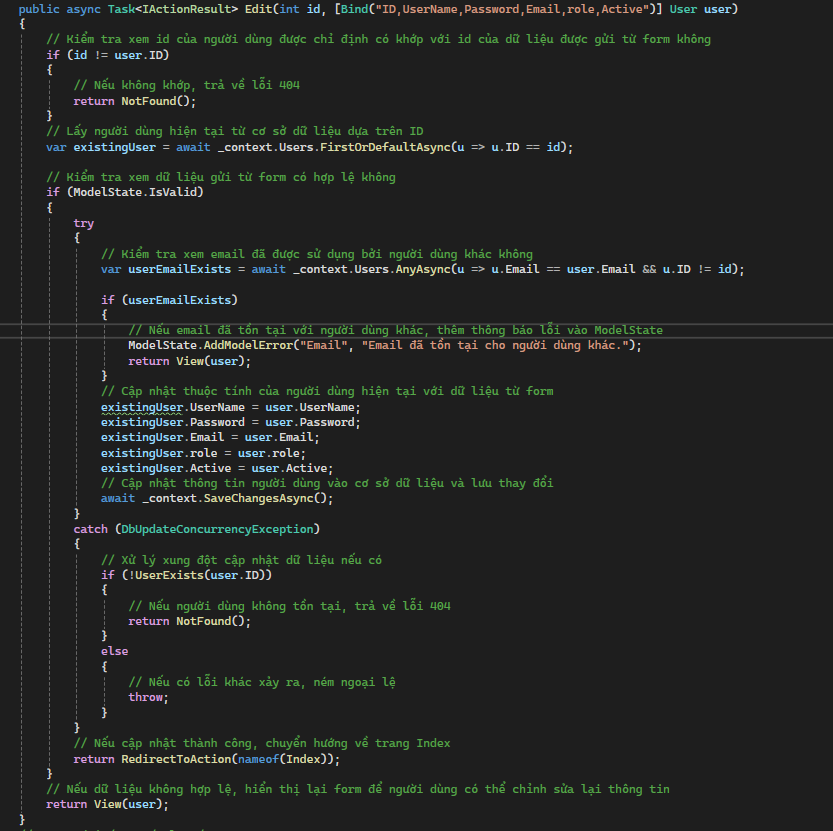 public async Task<IActionResult> Edit(int id, [Bind("ID,UserName,Password,Email,role,Active")] User user)
{
// Kiểm tra xem id của người dùng được chỉ định có khớp với id của dữ liệu được gửi từ form không
if (id != user.ID)
{
// Nếu không khớp, trả về lỗi 404
return NotFound();
}
// Lấy người dùng hiện tại từ cơ sở dữ liệu dựa trên ID
var existingUser = await _context.Users.FirstOrDefaultAsync(u => u.ID == id);
// Kiểm tra xem dữ liệu gửi từ form có hợp lệ không
if (ModelState.IsValid)
{
try
{
// Kiểm tra xem email đã được sử dụng bởi người dùng khác không
var userEmailExists = await _context.Users.AnyAsync(u => u.Email == user.Email && u.ID != id);
if (userEmailExists)
{
// Nếu email đã tồn tại với người dùng khác, thêm thông báo lỗi vào ModelState
ModelState.AddModelError("Email", "Email đã tồn tại cho người dùng khác.");
return View(user);
}
// Cập nhật thuộc tính của người dùng hiện tại với dữ liệu từ form
existingUser.UserName = user.UserName;
existingUser.Password = user.Password;
existingUser.Email = user.Email;
existingUser.role = user.role;
existingUser.Active = user.Active;
// Cập nhật thông tin người dùng vào cơ sở dữ liệu và lưu thay đổi
await _context.SaveChangesAsync();
}
catch (DbUpdateConcurrencyException)
{
// Xử lý xung đột cập nhật dữ liệu nếu có
if (!UserExists(user.ID))
{
// Nếu người dùng không tồn tại, trả về lỗi 404
return NotFound();
}
else
{
// Nếu có lỗi khác xảy ra, ném ngoại lệ
throw;
}
}
// Nếu cập nhật thành công, chuyển hướng về trang Index
return RedirectToAction(nameof(Index));
}
// Nếu dữ liệu không hợp lệ, hiển thị lại form để người dùng có thể chỉnh sửa lại thông tin
return View(user);
}